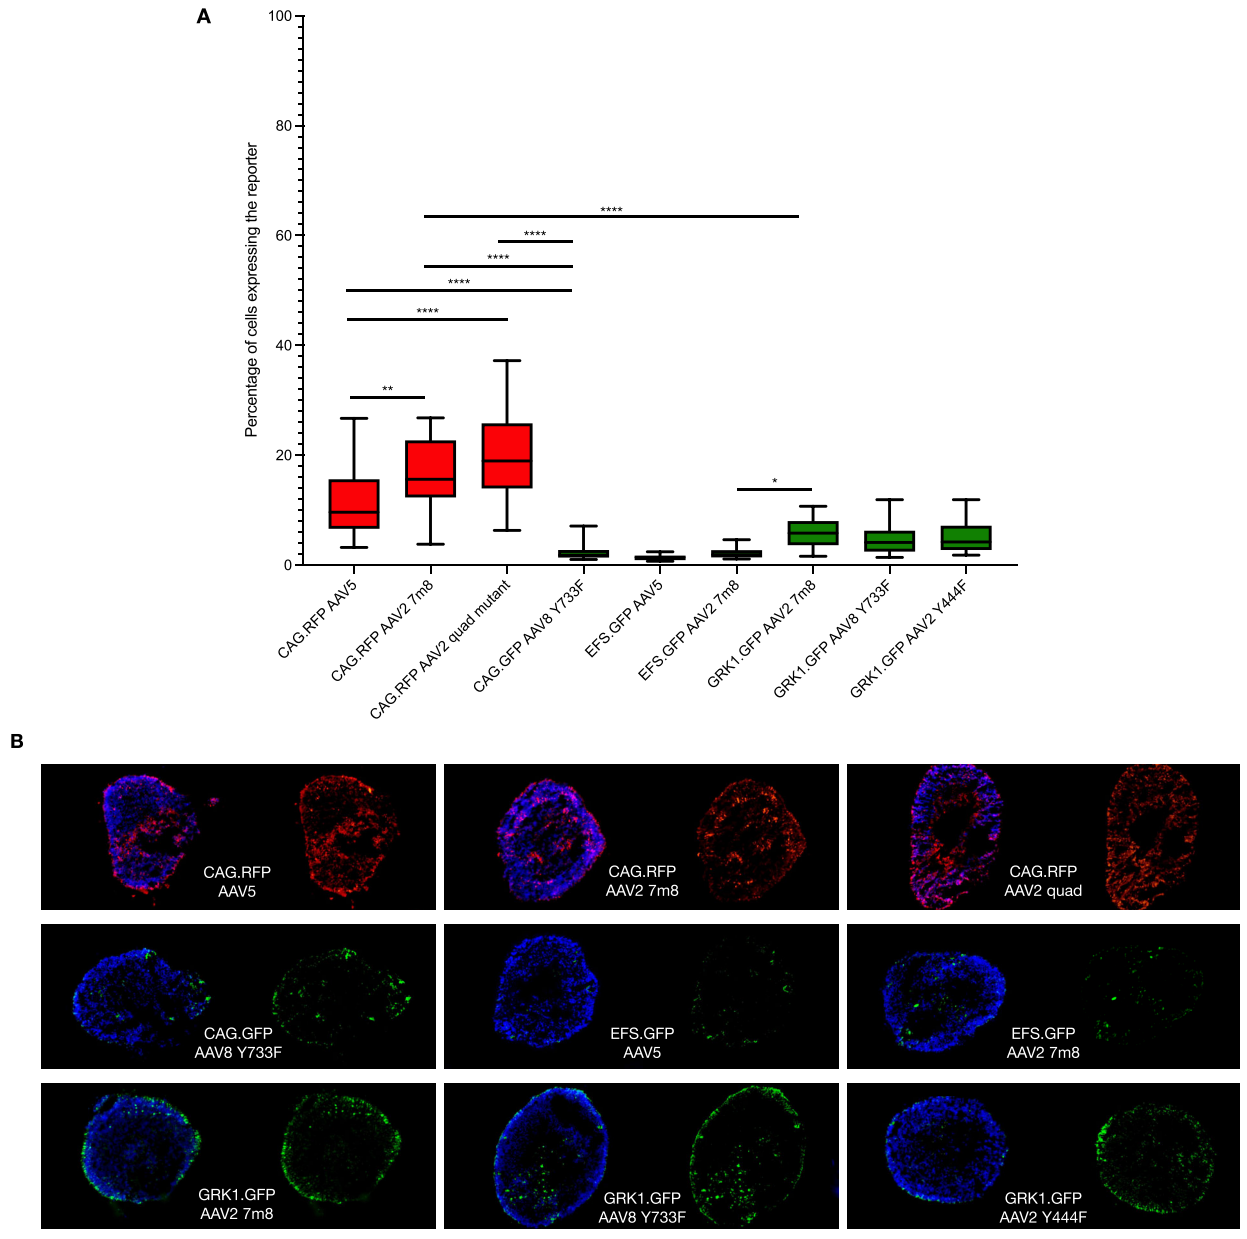 A
Percentage of cells expressing the reporter
100
80
60
40
20
0
****
****
****
****
****
**
*
CAG.RFP AAV5
CAG.RFP AAV2 7m8
CAG.RFP AAV2 quad mutant
CAG.GFP AAV8 Y733F
EFS.GFP AAV5
EFS.GFP AAV2 7m8
GRK1.GFP AAV2 7m8
GRK1.GFP AAV8 Y733F
GRK1.GFP AAV2 Y444F
B
CAG.RFP
AAV5
CAG.RFP
AAV2 7m8
CAG.RFP
AAV2 quad
CAG.GFP
AAV8 Y733F
EFS.GFP
AAV5
EFS.GFP
AAV2 7m8
GRK1.GFP
AAV2 7m8
GRK1.GFP
AAV8 Y733F
GRK1.GFP
AAV2 Y444F